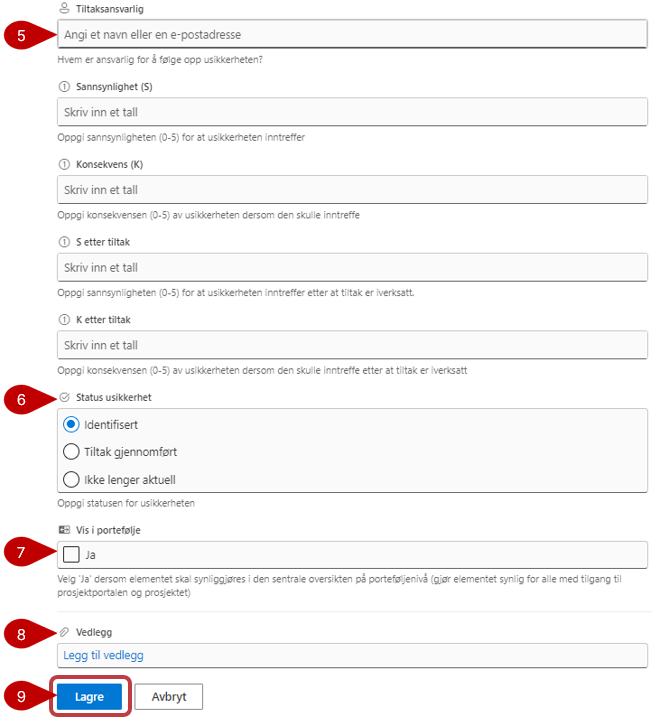 Tiltaksansvarlig
5
Angi et navn eller en e-postadresse
Hvem er ansvarlig for å følge opp usikkerheten?
1 Sannsynlighet (S)
Skriv inn et tall
Oppgi sannsynligheten (0-5) for at usikkerheten inntreffer
1 Konsekvens (K)
Skriv inn et tall
Oppgi konsekvensen (0-5) av usikkerheten dersom den skulle inntreffe
1 S etter tiltak
Skriv inn et tall
Oppgi sannsynligheten (0-5) for at usikkerheten inntreffer etter at tiltak er iverksatt.
1 K etter tiltak
Skriv inn et tall
Oppgi konsekvensen (0-5) av usikkerheten dersom den skulle inntreffe etter at tiltak er iverksatt
6 Status usikkerhet
Identifisert
Tiltak gjennomført
Ikke lenger aktuell
Oppgi statusen for usikkerheten
Vis i portefølje
7 Ja
Velg 'Ja' dersom elementet skal synliggjøres i den sentrale oversikten på porteføljenivå (gjør elementet synlig for alle med tilgang til
prosjektportalen og prosjektet)
8 Vedlegg
Legg til vedlegg
9 Lagre Avbryt